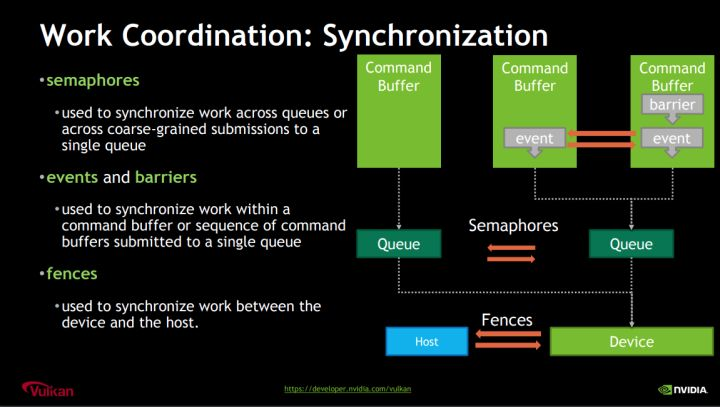 Work Coordination: Synchronization
•semaphores
•used to synchronize work across queues or
across coarse-grained submissions to a
single queue
•events and barriers
•used to synchronize work within a
command buffer or sequence of command
buffers submitted to a single queue
•fences
•used to synchronize work between the
device and the host.
Command
Buffer
Command
Buffer
Command
Buffer
barrier
event
event
Semaphores
Queue
Queue
Fences
Host
Device
Vulkan
https://developer.nvidia.com/vulkan
NVIDIA.